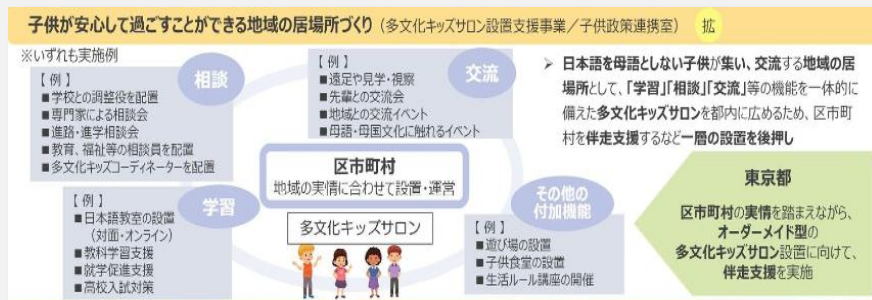 子供が安心して過ごすことができる地域の居場所づくり（多文化キッズサロン設置支援事業／子供政策連携室） 拡
※いずれも実施例
相談
【 例 】
■学校との調整役を配置
■専門家による相談会
■進路・進学相談会
■教育、福祉等の相談員を配置
■多文化キッズコーディネーターを配置
交流
【 例 】
■遠足や見学・視察
■先輩との交流会
■地域との交流イベント
■母語・母国文化に触れるイベント
学習
【 例 】
■日本語教室の設置
（対面・オンライン）
■教科学習支援
■就学促進支援
■高校入試対策
区市町村
地域の実情に合わせて設置・運営
多文化キッズサロン
その他の
付加機能
【 例 】
■遊び場の設置
■子供食堂の設置
■生活ルール講座の開催
➢ 日本語を母語としない子供が集い、交流する地域の居
場所として、「学習」「相談」「交流」等の機能を一体的に
備えた多文化キッズサロンを都内に広めるため、区市町
村を伴走支援するなど一層の設置を後押し
東京都
区市町村の実情を踏まえながら、
オーダーメイド型の
多文化キッズサロン設置に向けて、
伴走支援を実施